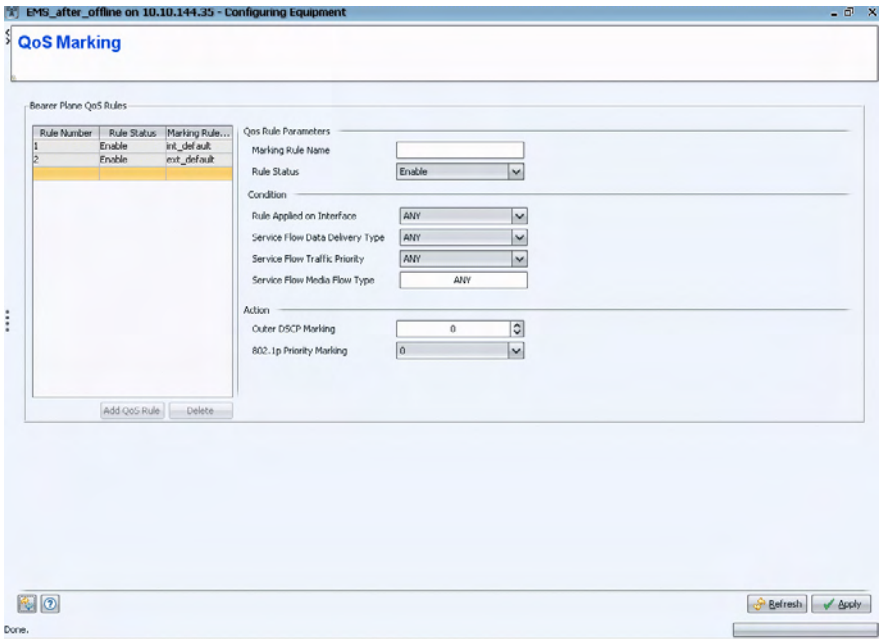 EMS_after_offline on 10.10.144.35 - Configuring Equipment
QoS Marking
Bearer Plane QoS Rules
Rule Number Rule Status Marking Rule...
1 Enable int_default
2 Enable ext_default
Qos Rule Parameters
Marking Rule Name
Rule Status Enable
Condition
Rule Applied on Interface ANY
Service Flow Data Delivery Type ANY
Service Flow Traffic Priority ANY
Service Flow Media Flow Type ANY
Action
Outer DSCP Marking 0
802.1p Priority Marking 0
Add QoS Rule Delete
Refresh Apply
Done.